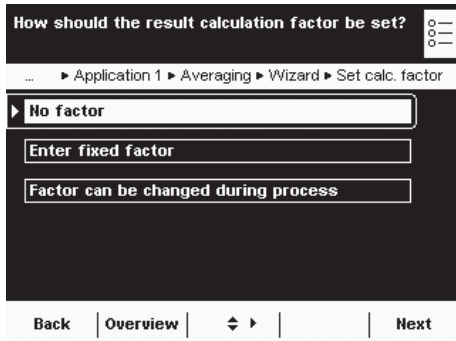 How should the result calculation factor be set?
... ▸ Application 1 ▸ Averaging ▸ Wizard ▸ Set calc. factor
No factor
Enter fixed factor
Factor can be changed during process
Back Overview Next